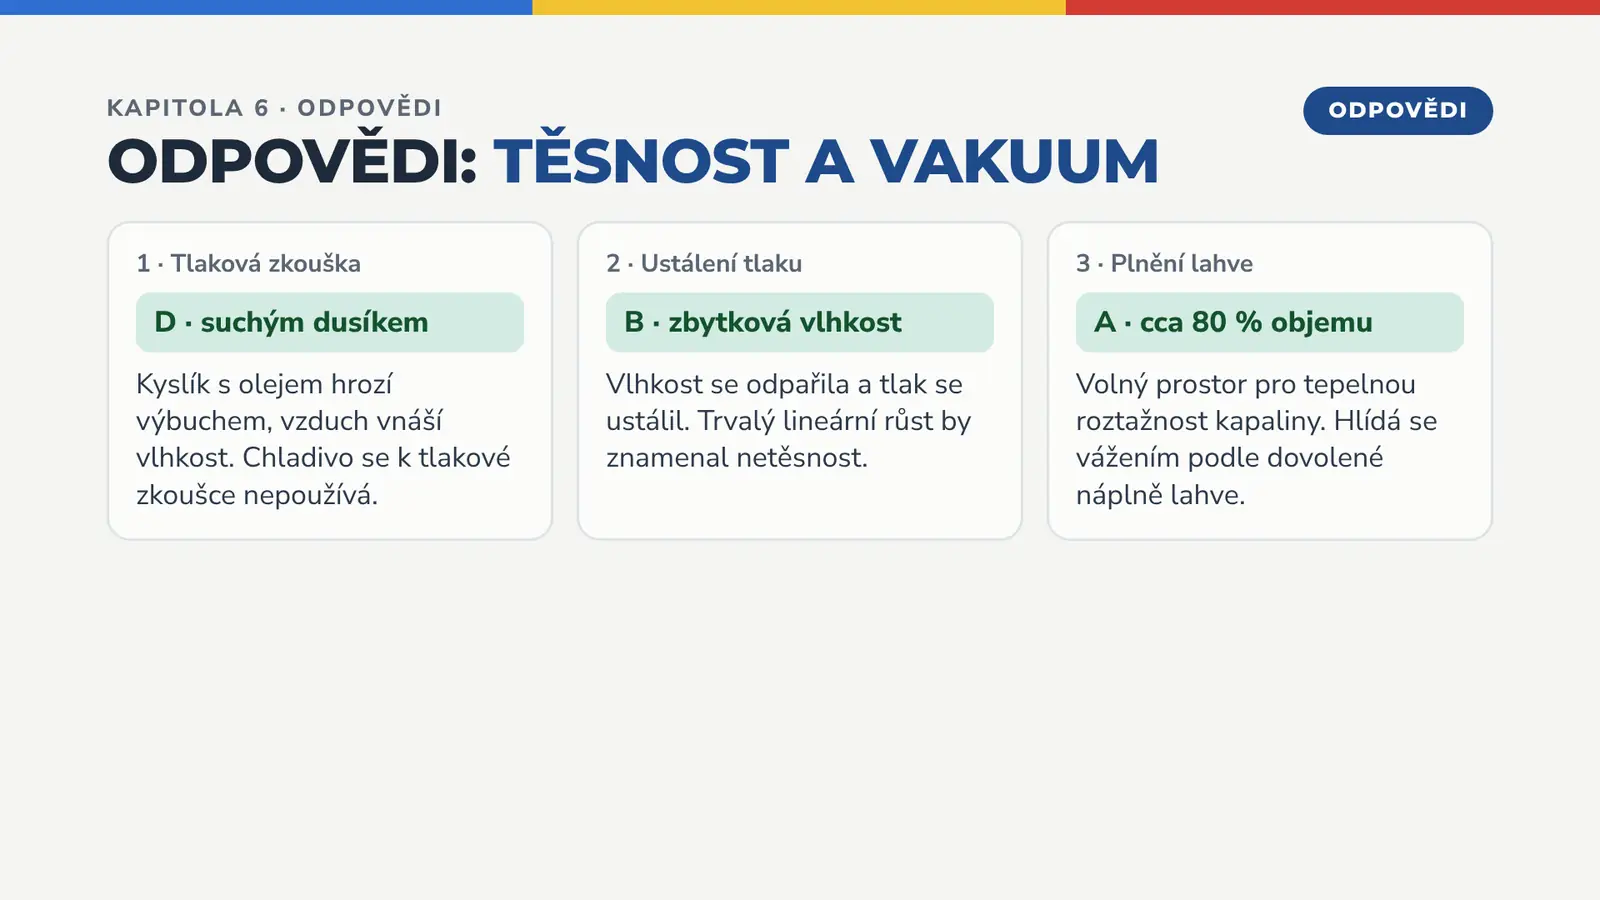 KAPITOLA 6 · ODPOVĚDI
ODPOVĚDI
ODPOVĚDI: TĚSNOST A VAKUUM
1 · Tlaková zkouška
D · suchým dusíkem
Kyslík s olejem hrozí
výbuchem, vzduch vnáší
vlhkost. Chladivo se k tlakové
zkoušce nepoužívá.
2 · Ustálení tlaku
B · zbytková vlhkost
Vlhkost se odpařila a tlak se
ustálil. Trvalý lineární růst by
znamenal netěsnost.
3 · Plnění lahve
A · cca 80 % objemu
Volný prostor pro tepelnou
roztažnost kapaliny. Hlídá se
vážením podle dovolené
náplně lahve.